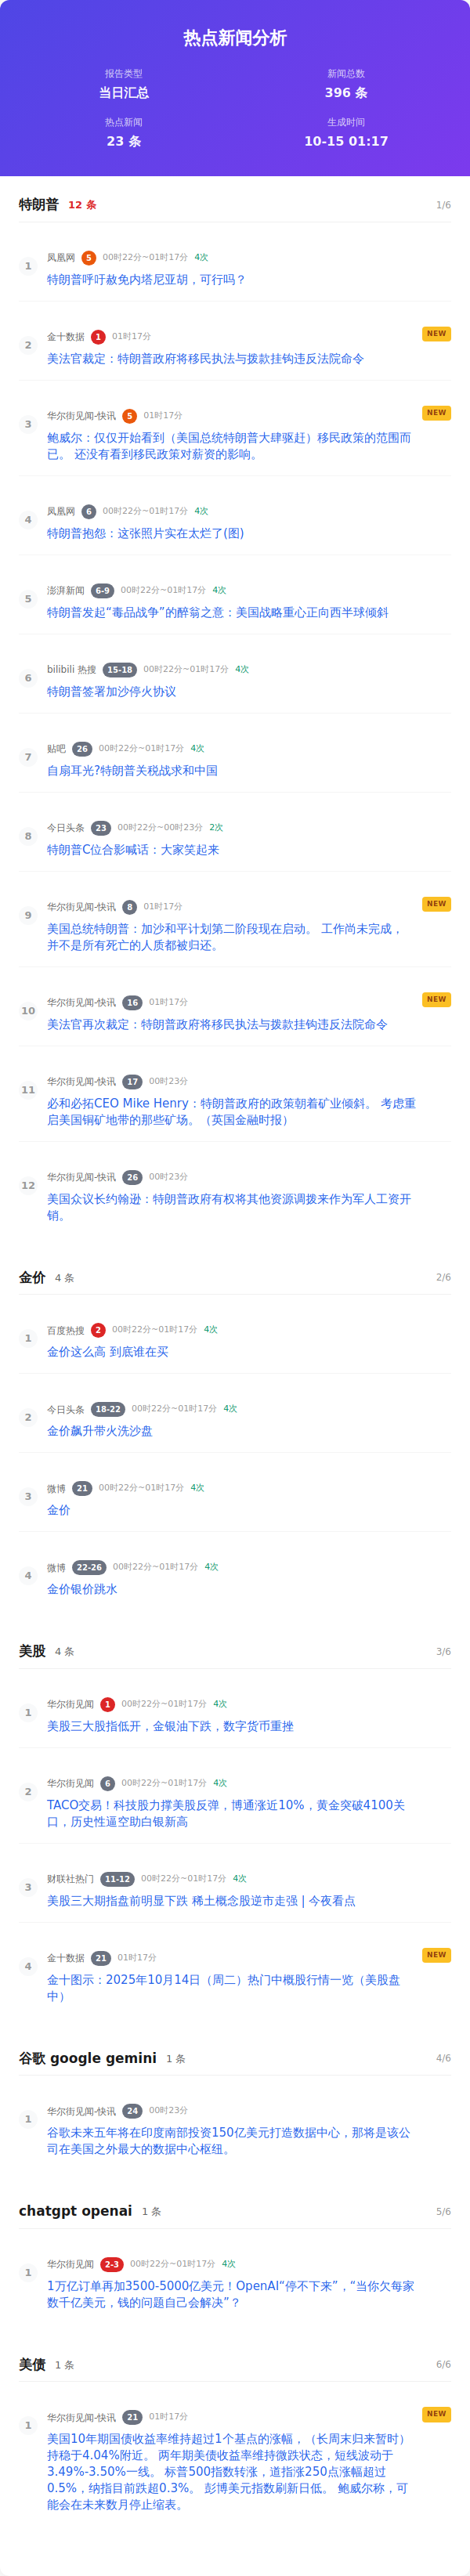 热点新闻分析
报告类型
新闻总数
当日汇总
396 条
热点新闻
生成时间
23 条
10-15 01:17
特朗普 12 条 1/6
1
凤凰网 5 00时22分~01时17分 4次
特朗普呼吁赦免内塔尼亚胡，可行吗？
2
金十数据 1 01时17分 NEW
美法官裁定：特朗普政府将移民执法与拨款挂钩违反法院命令
3
华尔街见闻-快讯 5 01时17分 NEW
鲍威尔：仅仅开始看到（美国总统特朗普大肆驱赶）移民政策的范围而
已。 还没有看到移民政策对薪资的影响。
4
凤凰网 6 00时22分~01时17分 4次
特朗普抱怨：这张照片实在太烂了(图)
5
澎湃新闻 6-9 00时22分~01时17分 4次
特朗普发起“毒品战争”的醉翁之意：美国战略重心正向西半球倾斜
6
bilibili 热搜 15-18 00时22分~01时17分 4次
特朗普签署加沙停火协议
7
贴吧 26 00时22分~01时17分 4次
自扇耳光?特朗普关税战求和中国
8
今日头条 23 00时22分~00时23分 2次
特朗普C位合影喊话：大家笑起来
9
华尔街见闻-快讯 8 01时17分 NEW
美国总统特朗普：加沙和平计划第二阶段现在启动。 工作尚未完成，
并不是所有死亡的人质都被归还。
10
华尔街见闻-快讯 16 01时17分 NEW
美法官再次裁定：特朗普政府将移民执法与拨款挂钩违反法院命令
11
华尔街见闻-快讯 17 00时23分
必和必拓CEO Mike Henry：特朗普政府的政策朝着矿业倾斜。 考虑重
启美国铜矿地带的那些矿场。（英国金融时报）
12
华尔街见闻-快讯 26 00时23分
美国众议长约翰逊：特朗普政府有权将其他资源调拨来作为军人工资开
销。
金价 4 条 2/6
1
百度热搜 2 00时22分~01时17分 4次
金价这么高 到底谁在买
2
今日头条 18-22 00时22分~01时17分 4次
金价飙升带火洗沙盘
3
微博 21 00时22分~01时17分 4次
金价
4
微博 22-26 00时22分~01时17分 4次
金价银价跳水
美股 4 条 3/6
1
华尔街见闻 1 00时22分~01时17分 4次
美股三大股指低开，金银油下跌，数字货币重挫
2
华尔街见闻 6 00时22分~01时17分 4次
TACO交易！科技股力撑美股反弹，博通涨近10%，黄金突破4100关
口，历史性逼空助白银新高
3
财联社热门 11-12 00时22分~01时17分 4次
美股三大期指盘前明显下跌 稀土概念股逆市走强 | 今夜看点
4
金十数据 21 01时17分 NEW
金十图示：2025年10月14日（周二）热门中概股行情一览（美股盘
中）
谷歌 google gemini 1 条 4/6
1
华尔街见闻-快讯 24 00时23分
谷歌未来五年将在印度南部投资150亿美元打造数据中心，那将是该公
司在美国之外最大的数据中心枢纽。
chatgpt openai 1 条 5/6
1
华尔街见闻 2-3 00时22分~01时17分 4次
1万亿订单再加3500-5000亿美元！OpenAI“停不下来”，“当你欠每家
数千亿美元，钱的问题自己会解决”？
美债 1 条 6/6
1
华尔街见闻-快讯 21 01时17分 NEW
美国10年期国债收益率维持超过1个基点的涨幅，（长周末归来暂时）
持稳于4.04%附近。 两年期美债收益率维持微跌状态，短线波动于
3.49%-3.50%一线。 标普500指数转涨，道指涨250点涨幅超过
0.5%，纳指目前跌超0.3%。 彭博美元指数刷新日低。 鲍威尔称，可
能会在未来数月停止缩表。